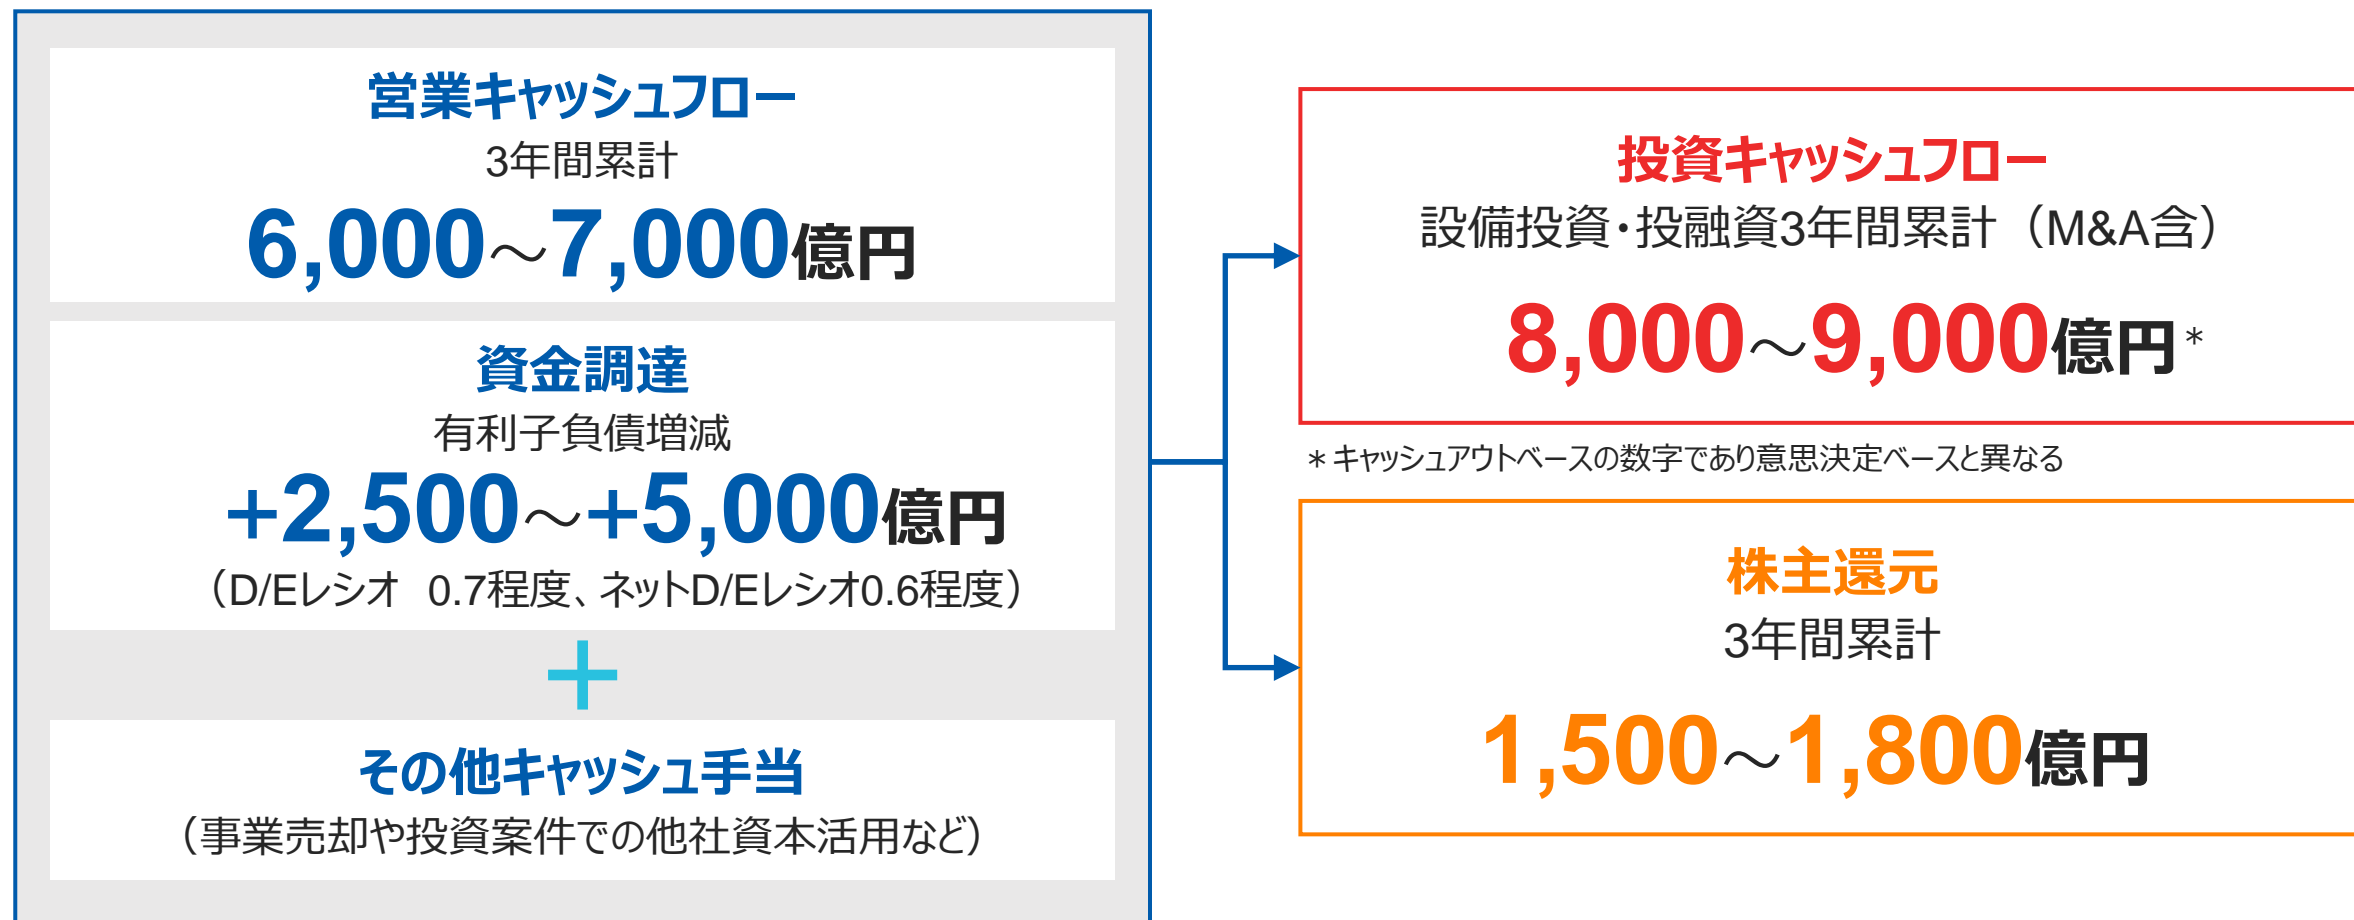 営業キャッシュフロー
3年間累計
6,000～7,000億円
資金調達
有利子負債増減
+2,500～+5,000億円
（D/Eレシオ　0.7程度、ネットD/Eレシオ0.6程度）
+
その他キャッシュ手当
（事業売却や投資案件での他社資本活用など）
投資キャッシュフロー
設備投資・投融資3年間累計（M&A含）
8,000～9,000億円*
*キャッシュアウトベースの数字であり意思決定ベースと異なる
株主還元
3年間累計
1,500～1,800億円